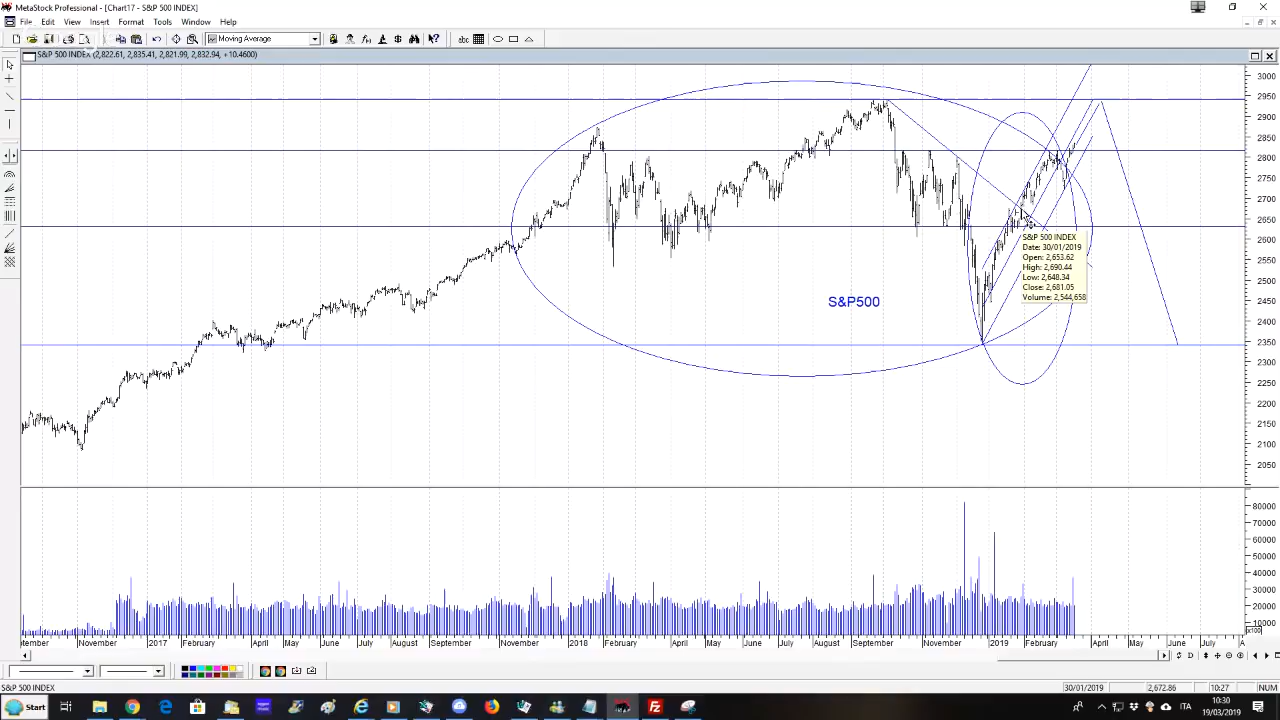 MetaStock Professional - [Chart17 - S&P 500 INDEX]
File Edit View Insert Format Tools Window Help
Moving Average
abc
S&P 500 INDEX (2,822.61, 2,835.41, 2,821.99, 2,832.94, +10.4600)
3000
2950
2900
2850
2800
2750
2700
2650
2600
2550
2500
2450
2400
2350
2300
2250
2200
2150
2100
2050
S&P 500 INDEX
Date: 30/01/2019
Open: 2,653.62
High: 2,690.44
Low: 2,648.34
Close: 2,681.05
Volume: 2,544,658
S&P500
80000
70000
60000
50000
40000
30000
20000
10000
x100
tember November 2017 February April May June July August September November 2018 February April May June July August September November 2019 February April May June July A
S&P 500 INDEX 30/01/2019 2,672.86 10:27 NUM
Start ITA 10:30
19/03/2019